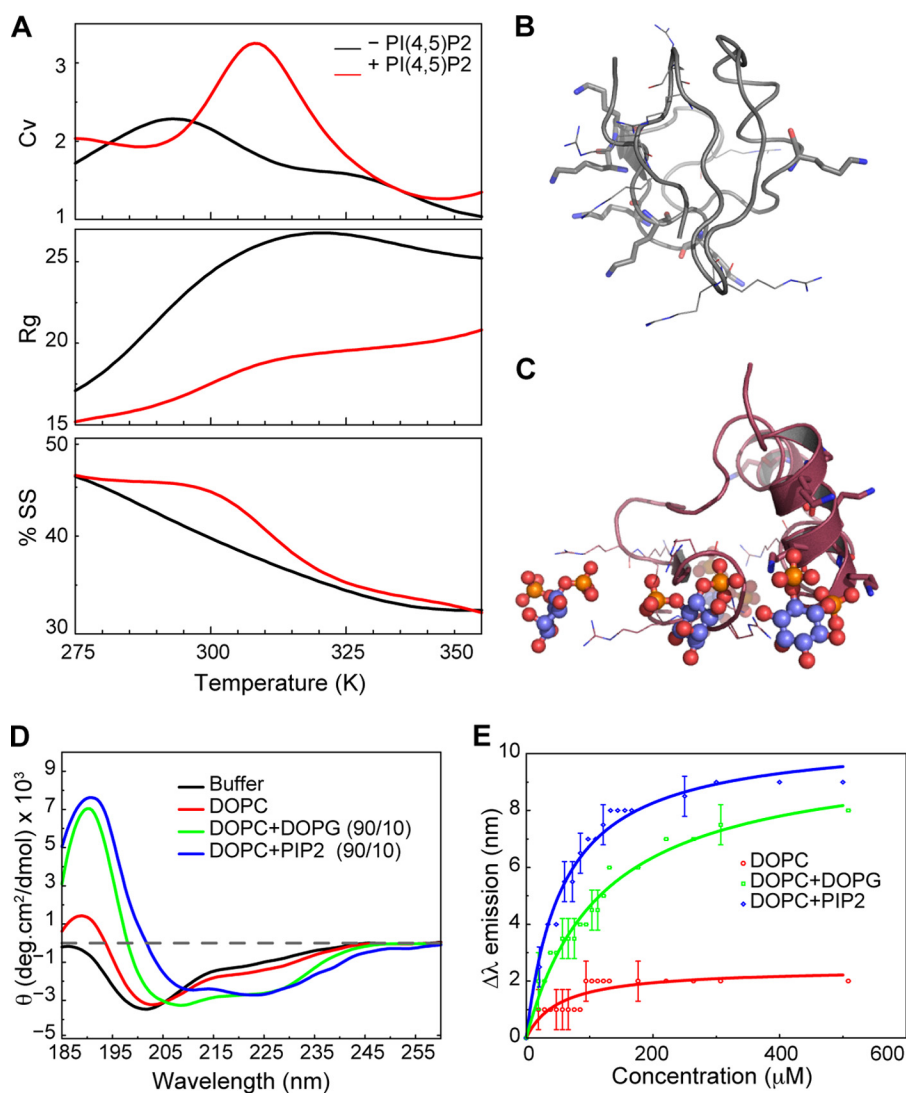 A
− PI(4,5)P2
+ PI(4,5)P2
3
2
1
Cv
25
20
15
Rg
50
40
30
% SS
275 300 325 350
Temperature (K)
B
C
D
9
7
5
3
1
−1
−3
−5
θ (deg.cm²/dmol) x 10³
Buffer
DOPC
DOPC+DOPG (90/10)
DOPC+PIP2 (90/10)
185 195 205 215 225 235 245 255
Wavelength (nm)
E
10
8
6
4
2
0
Δλ emission (nm)
DOPC
DOPC+DOPG
DOPC+PIP2
0 200 400 600
Concentration (μM)